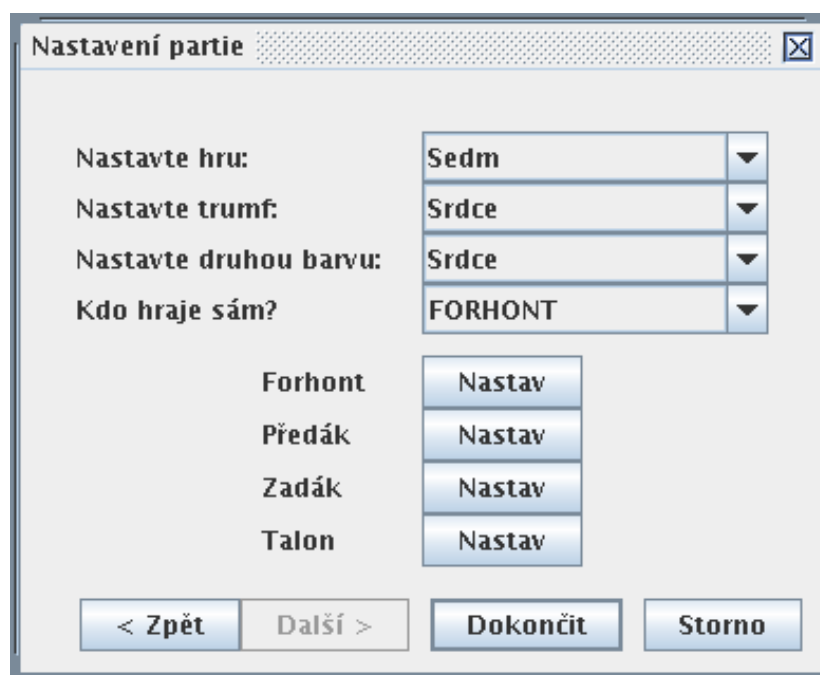 Nastavení partie
Nastavte hru: Sedm
Nastavte trumf: Srdce
Nastavte druhou barvu: Srdce
Kdo hraje sám? FORHONT
Forhont Nastav
Předák Nastav
Zadák Nastav
Talon Nastav
< Zpět Další > Dokončit Storno